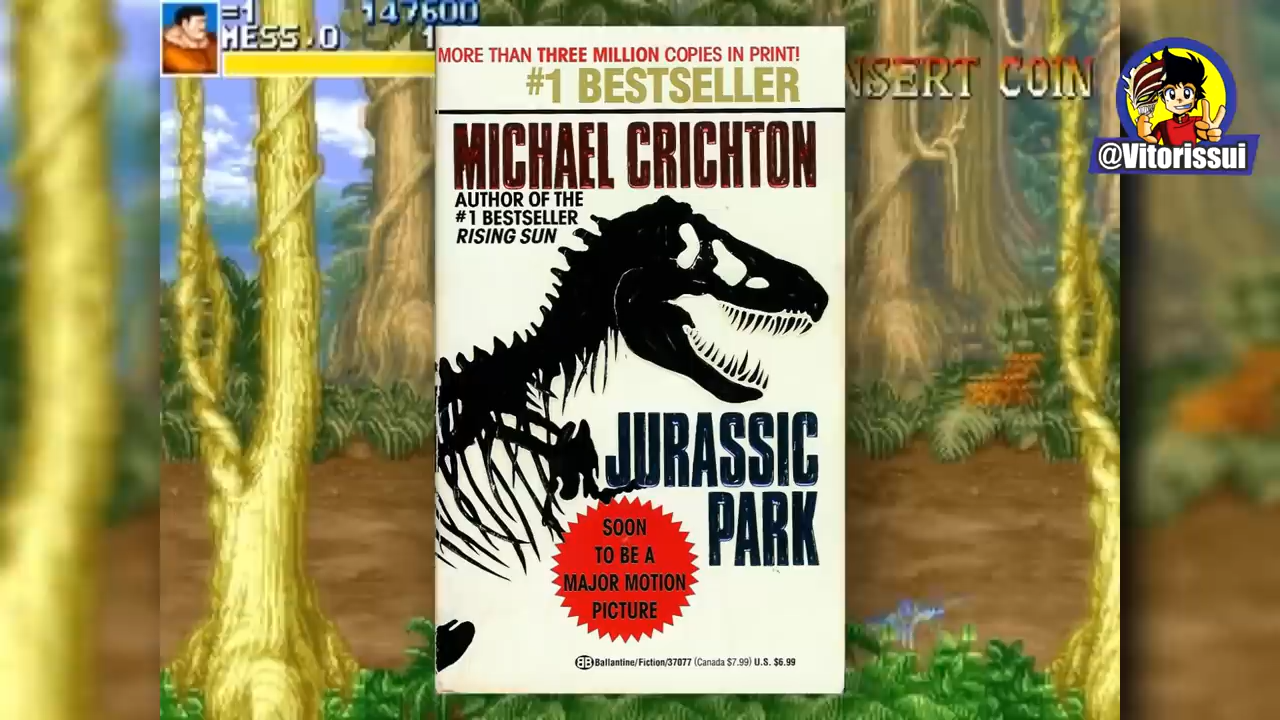 =1 147600
MESS.O 1
NSERT COIN
@Vitorissui
MORE THAN THREE MILLION COPIES IN PRINT!
#1 BESTSELLER
MICHAEL CRICHTON
AUTHOR OF THE
#1 BESTSELLER
RISING SUN
JURASSIC
PARK
SOON
TO BE A
MAJOR MOTION
PICTURE
BB Ballantine/Fiction/37077 (Canada $7.99) U.S. $6.99